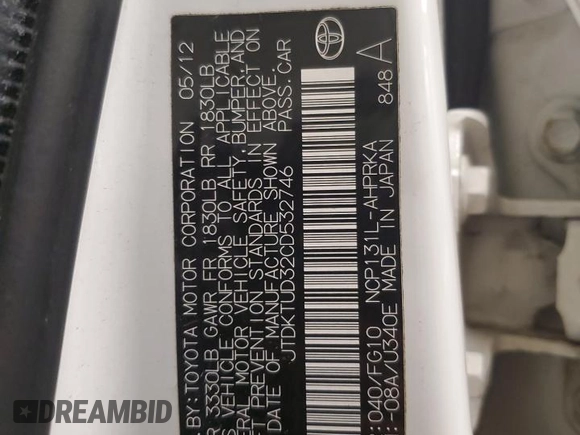 BY: TOYOTA MOTOR CORPORATION 05/12
3330LB GAWR FR 1830LB RR 1830LB
VEHICLE CONFORMS TO ALL APPLICABLE
MOTOR VEHICLE SAFETY, BUMPER, AND
PREVENTION STANDARDS IN EFFECT ON
DATE OF MANUFACTURE SHOWN ABOVE.
JTDKTUD32CD532746 PASS.CAR
: 040/FG10 NCP131L-AHPRKA
: -08A/U340E MADE IN JAPAN 848 A
DREAMBID